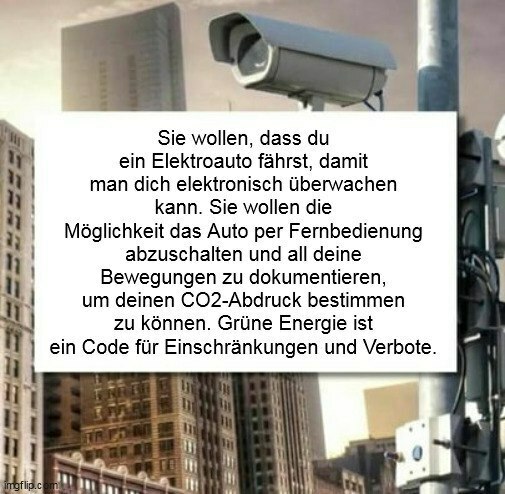 Sie wollen, dass du
ein Elektroauto fährst, damit
man dich elektronisch überwachen
kann. Sie wollen die
Möglichkeit das Auto per Fernbedienung
abzuschalten und all deine
Bewegungen zu dokumentieren,
um deinen CO2-Abdruck bestimmen
zu können. Grüne Energie ist
ein Code für Einschränkungen und Verbote.
imgflip.com